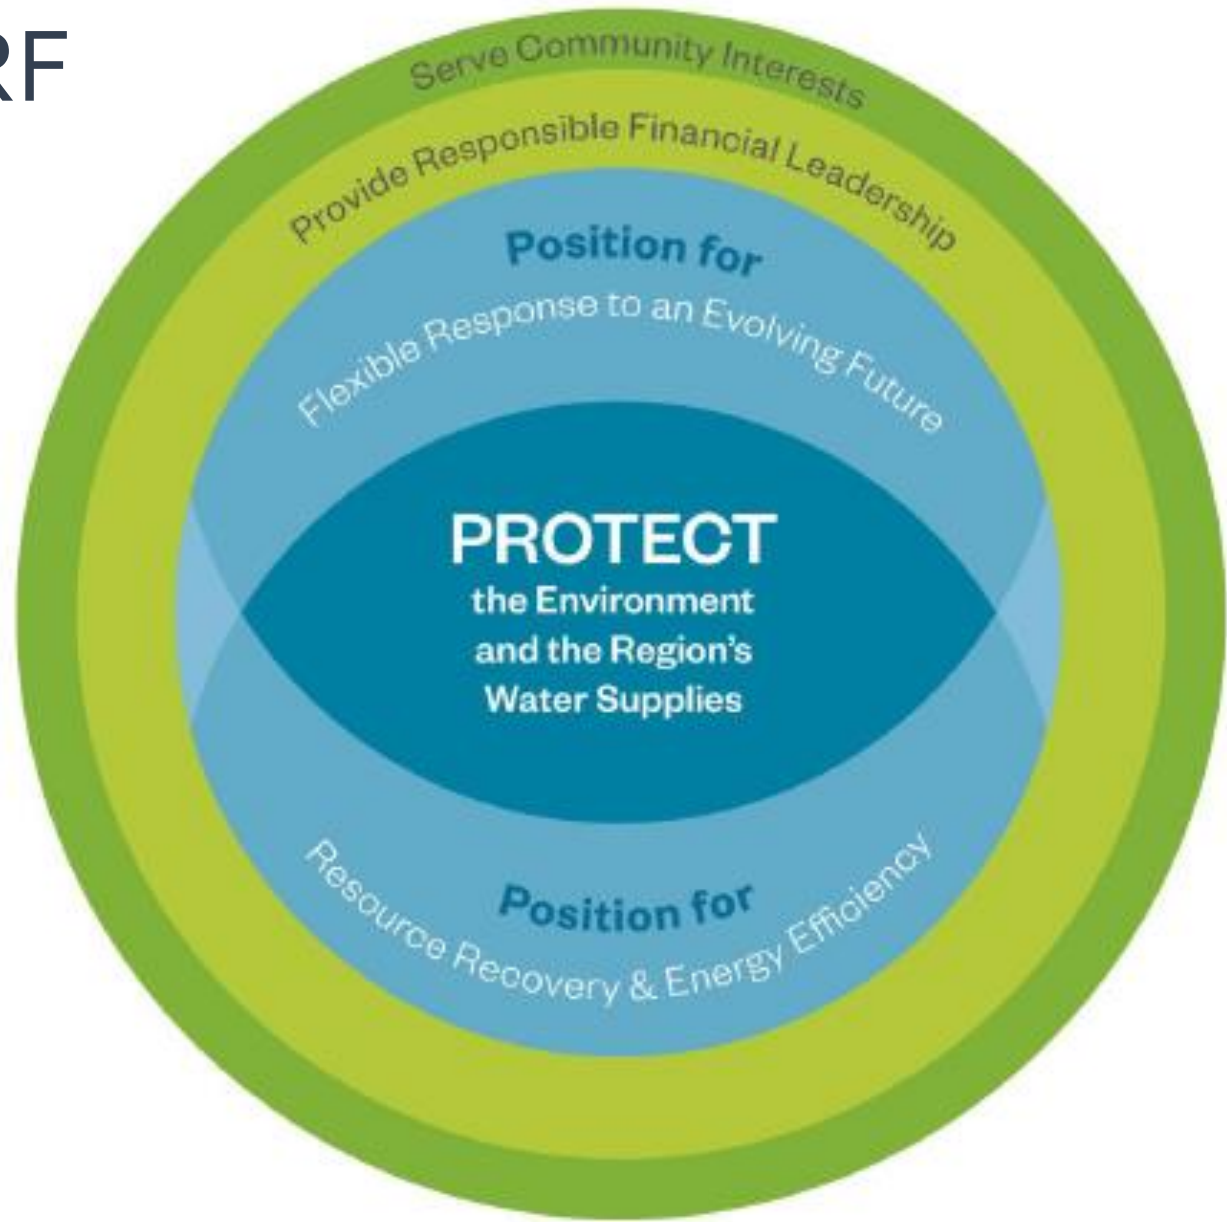 RF
Serve Community Interests
Provide Responsible Financial Leadership
Position for
Flexible Response to an Evolving Future
PROTECT
the Environment
and the Region's
Water Supplies
Position for
Resource Recovery & Energy Efficiency